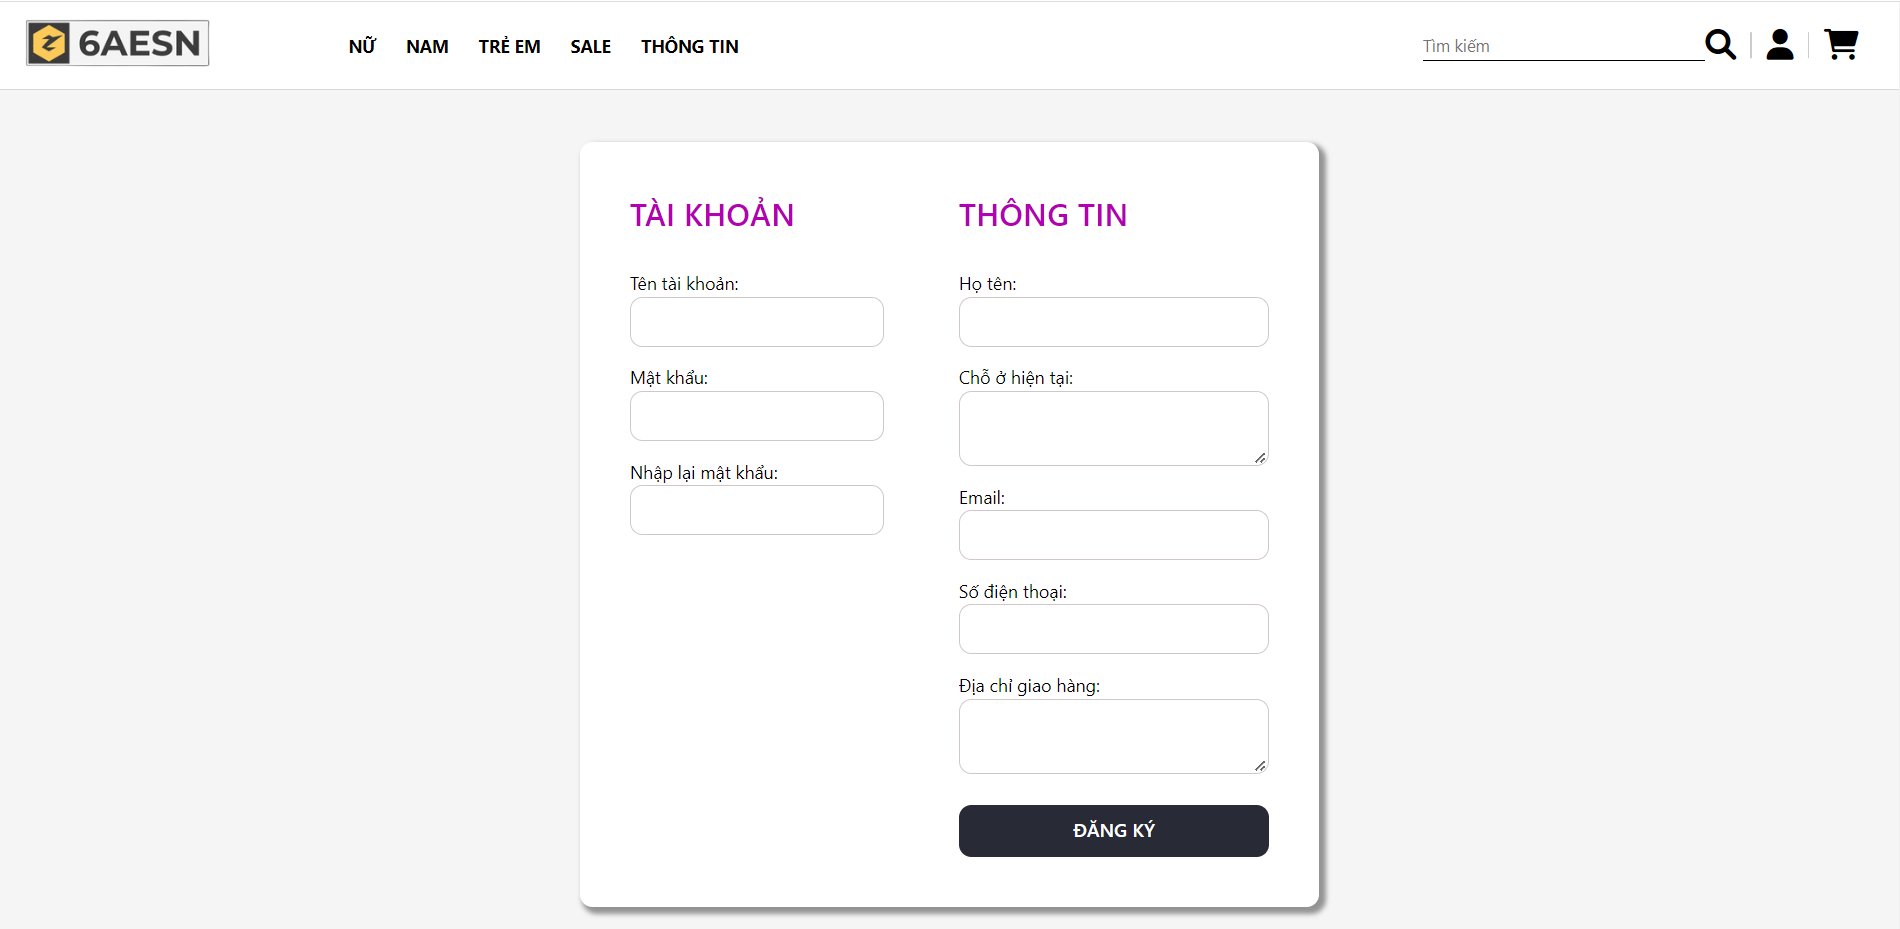 6AESN
NỮ NAM TRẺ EM SALE THÔNG TIN
Tìm kiếm
TÀI KHOẢN
Tên tài khoản:
Mật khẩu:
Nhập lại mật khẩu:
THÔNG TIN
Họ tên:
Chỗ ở hiện tại:
Email:
Số điện thoại:
Địa chỉ giao hàng:
ĐĂNG KÝ